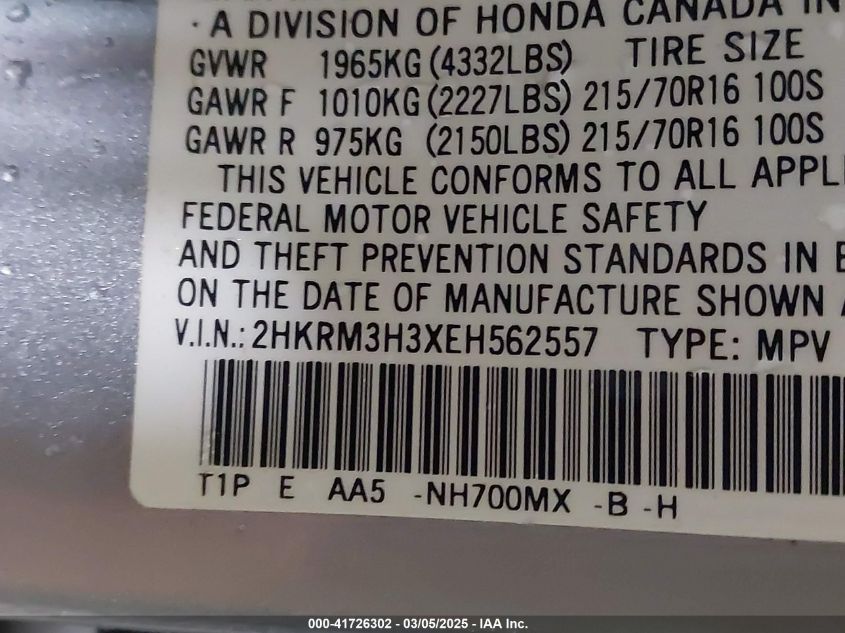 · A DIVISION OF HONDA CANADA IN
GVWR 1965KG (4332LBS) TIRE SIZE
GAWR F 1010KG (2227LBS) 215/70R16 100S
GAWR R 975KG (2150LBS) 215/70R16 100S
THIS VEHICLE CONFORMS TO ALL APPLI
FEDERAL MOTOR VEHICLE SAFETY
AND THEFT PREVENTION STANDARDS IN E
ON THE DATE OF MANUFACTURE SHOWN
V.I.N.: 2HKRM3H3XEH562557 TYPE: MPV
T1P E AA5 -NH700MX -B -H
000-41726302 - 03/05/2025 - IAA Inc.